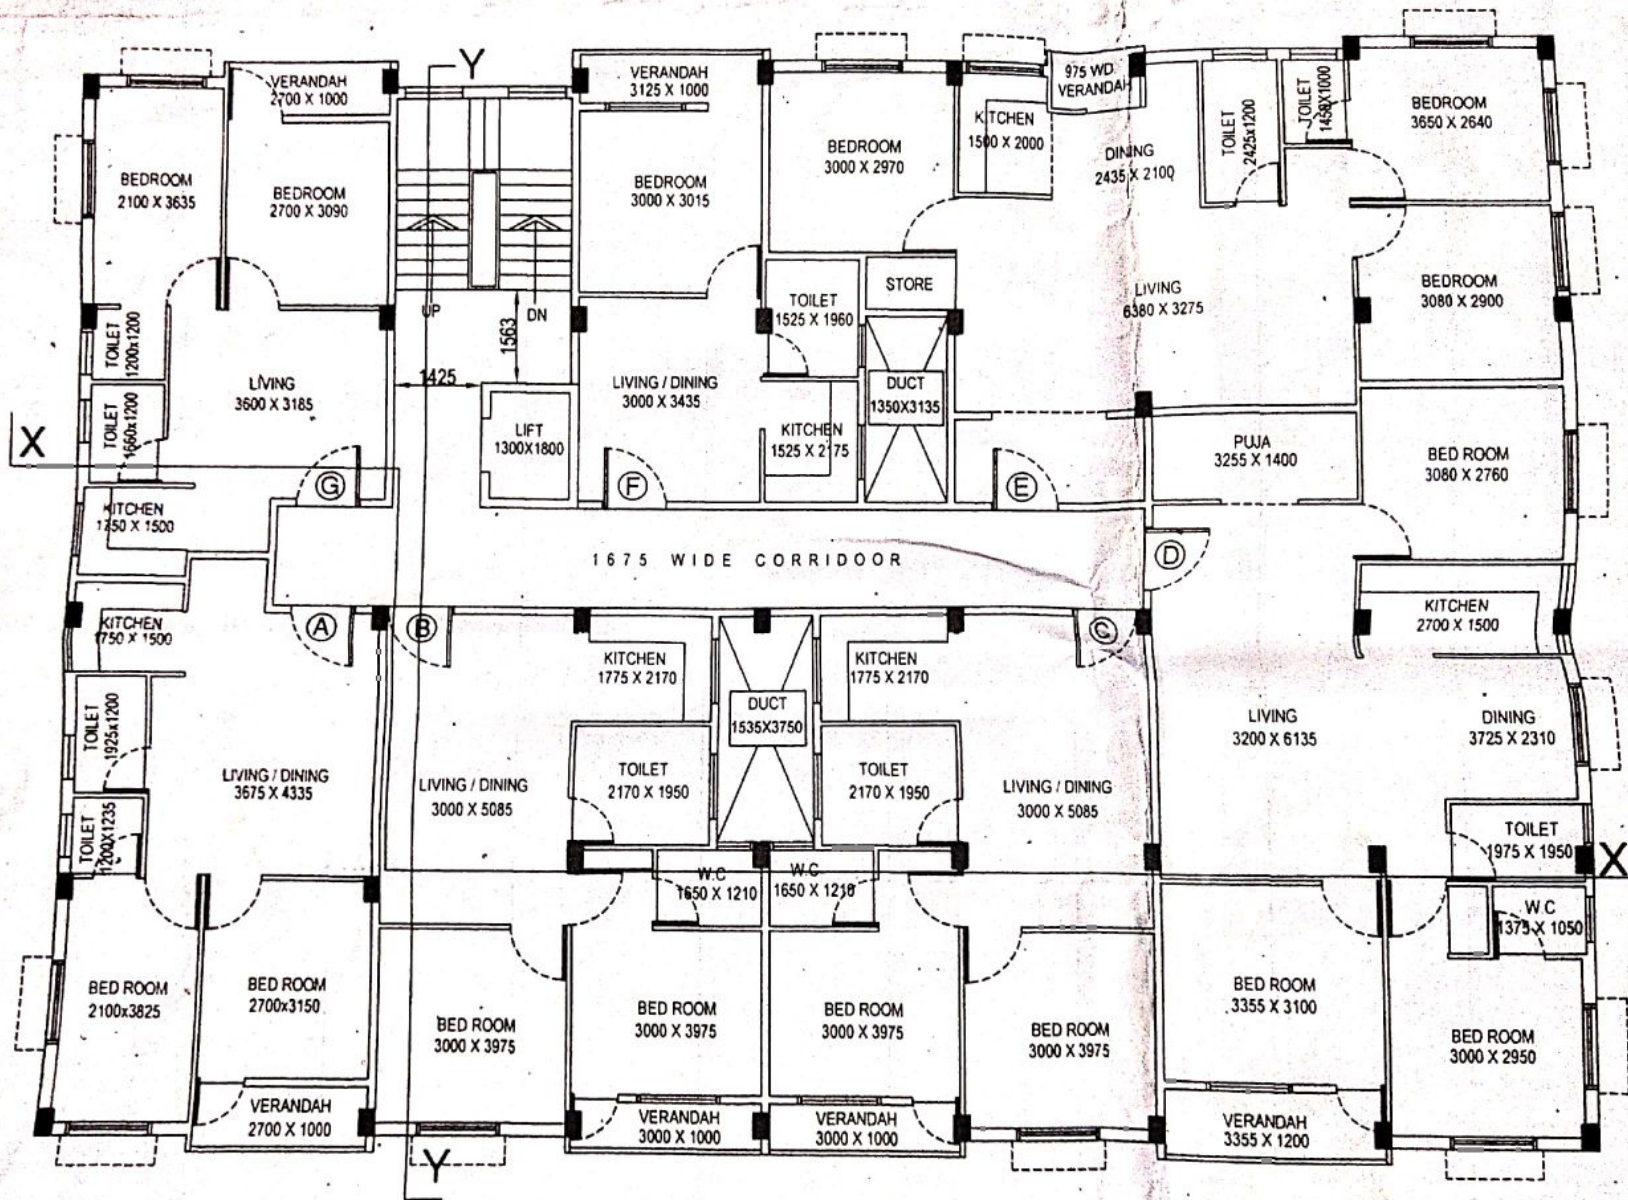 Y
VERANDAH
2700 X 1000
BEDROOM
2100 X 3635
BEDROOM
2700 X 3090
UP
DN
1563
1425
LIFT
1300X1800
TOILET
1200x1200
TOILET
1660x1200
LIVING
3600 X 3185
G
KITCHEN
1750 X 1500
X
VERANDAH
3125 X 1000
BEDROOM
3000 X 3015
LIVING / DINING
3000 X 3435
F
TOILET
1525 X 1960
KITCHEN
1525 X 2175
STORE
DUCT
1350X3135
BEDROOM
3000 X 2970
KITCHEN
1500 X 2000
975 WD.
VERANDAH
DINING
2435 X 2100
TOILET
2425x1200
TOILET
1450X1000
BEDROOM
3650 X 2640
LIVING
6380 X 3275
BEDROOM
3080 X 2900
E
PUJA
3255 X 1400
BED ROOM
3080 X 2760
1675 WIDE CORRIDOOR
D
KITCHEN
2700 X 1500
KITCHEN
1750 X 1500
A
B
C
TOILET
1925x1200
TOILET
1200X1235
LIVING / DINING
3675 X 4335
LIVING / DINING
3000 X 5085
KITCHEN
1775 X 2170
TOILET
2170 X 1950
DUCT
1535X3750
KITCHEN
1775 X 2170
TOILET
2170 X 1950
LIVING / DINING
3000 X 5085
LIVING
3200 X 6135
DINING
3725 X 2310
TOILET
1975 X 1950
X
W.C
1650 X 1210
W.C
1650 X 1210
W.C
1375 X 1050
BED ROOM
2100x3825
BED ROOM
2700x3150
BED ROOM
3000 X 3975
BED ROOM
3000 X 3975
BED ROOM
3000 X 3975
BED ROOM
3000 X 3975
BED ROOM
3355 X 3100
BED ROOM
3000 X 2950
VERANDAH
2700 X 1000
VERANDAH
3000 X 1000
VERANDAH
3000 X 1000
VERANDAH
3355 X 1200
Y